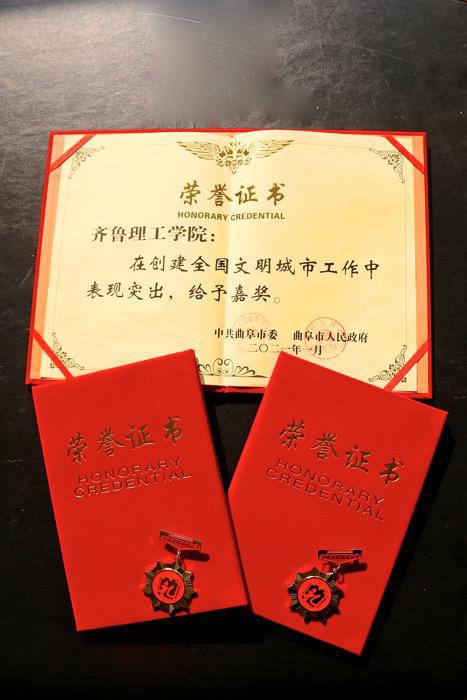 荣誉证书
HONORARY CREDENTIAL
齐鲁理工学院：
在创建全国文明城市工作中
表现突出，给予嘉奖。
中共曲阜市委 曲阜市人民政府
二〇二一年一月
荣誉证书
HONORARY
CREDENTIAL
荣誉证书
HONORARY
CREDENTIAL